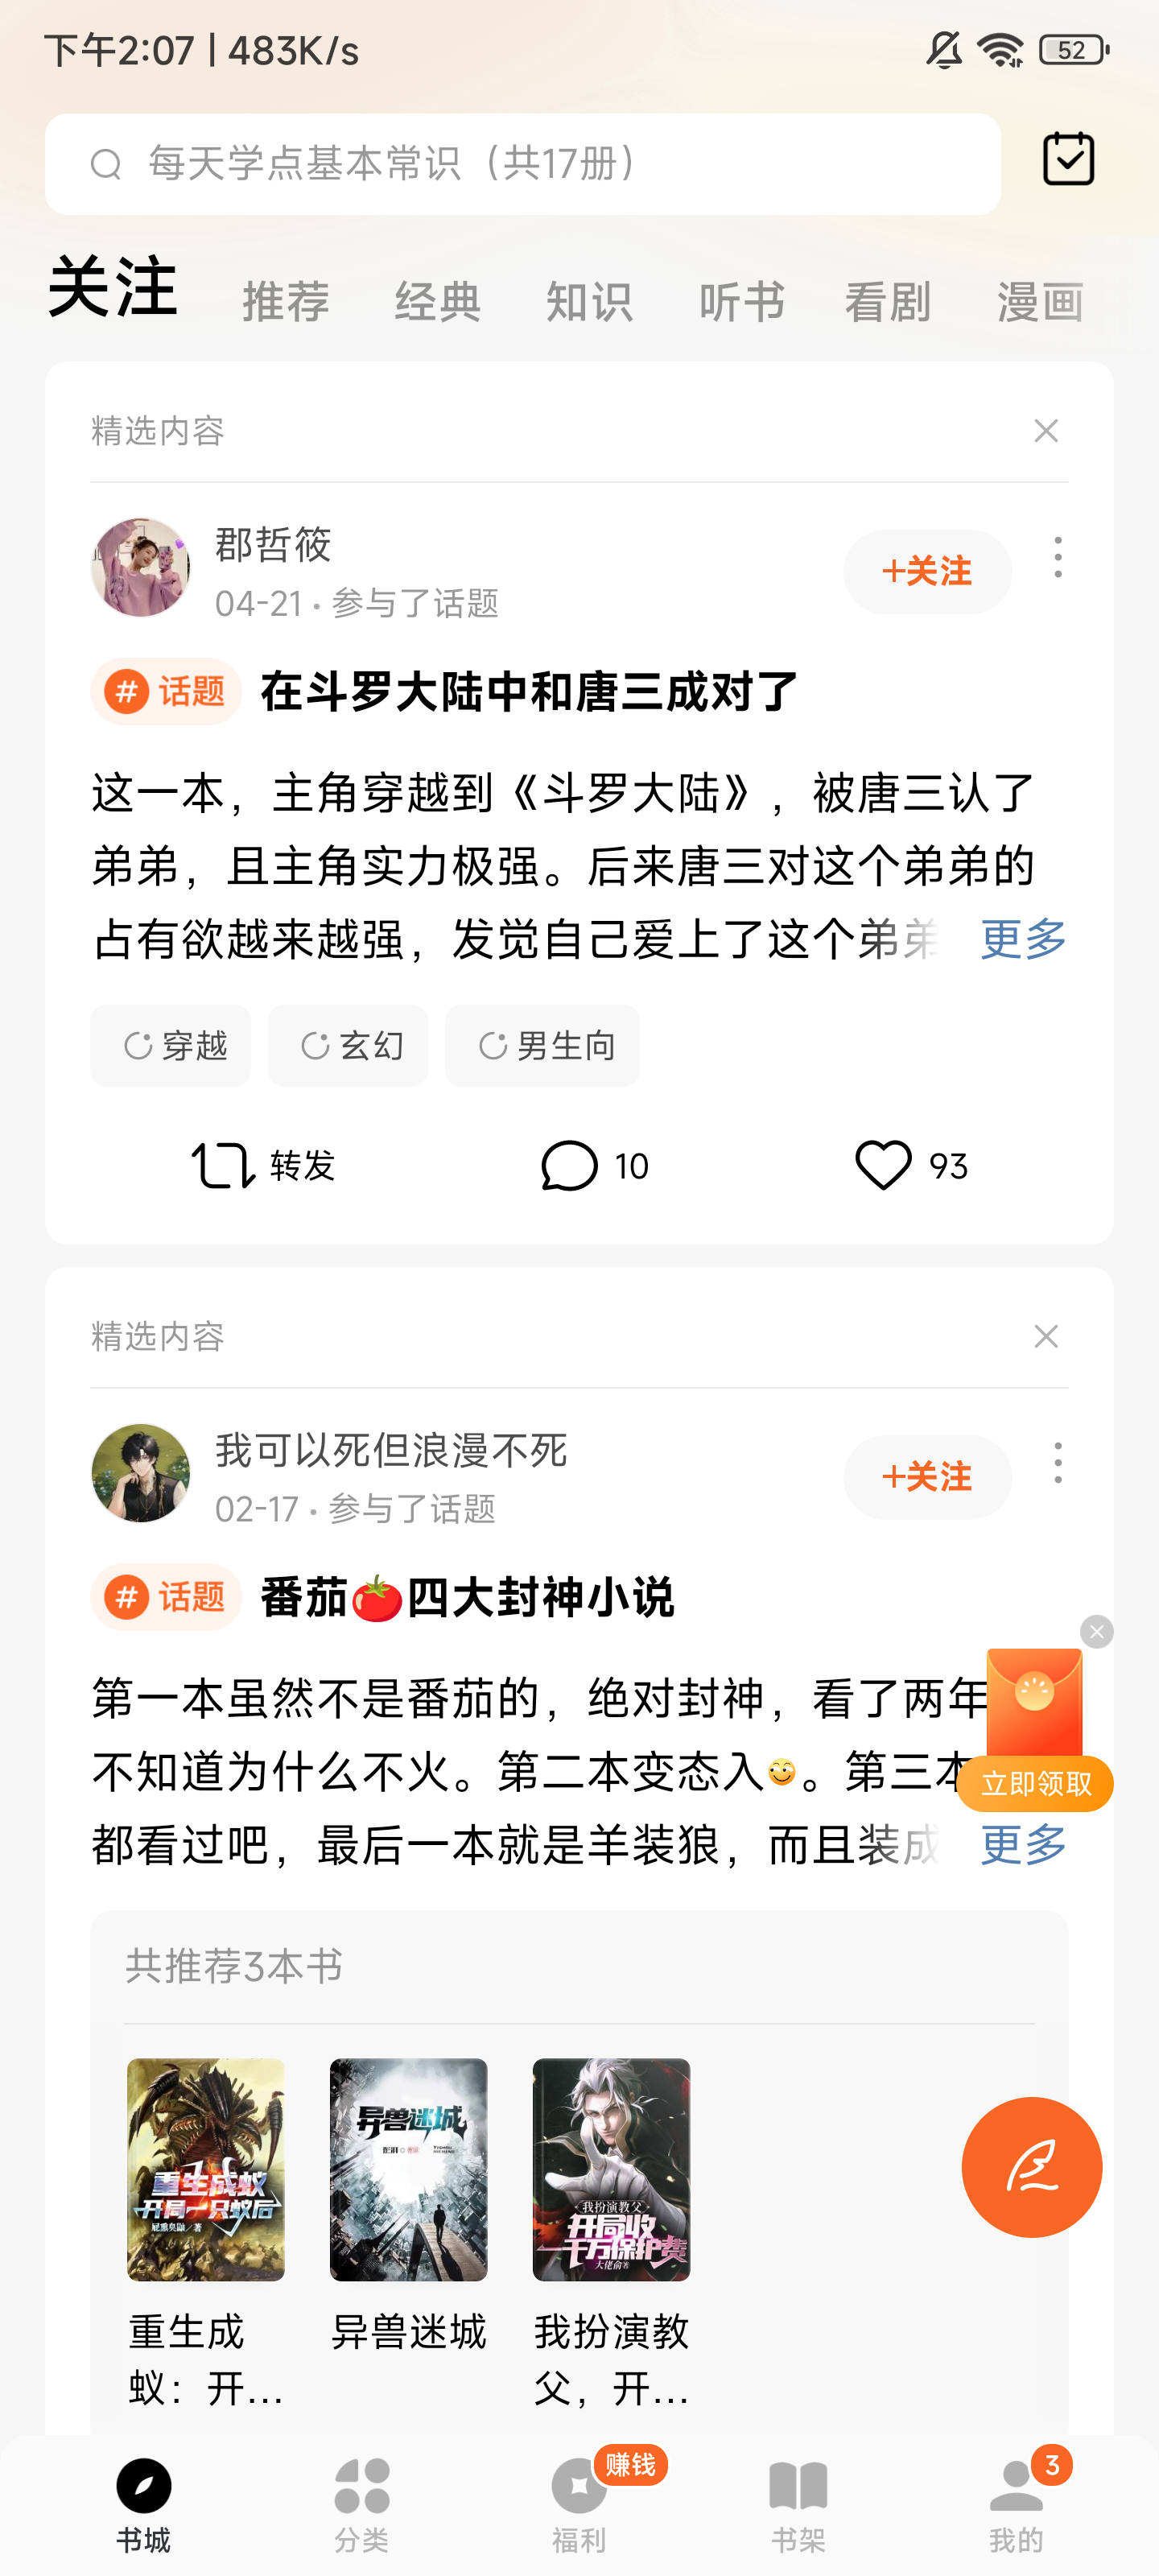 下午2:07 | 483K/s
52
每天学点基本常识（共17册）
关注 推荐 经典 知识 听书 看剧 漫画
精选内容
郡哲筱
04-21 · 参与了话题
+关注
# 话题 在斗罗大陆中和唐三成对了
这一本，主角穿越到《斗罗大陆》，被唐三认了
弟弟，且主角实力极强。后来唐三对这个弟弟的
占有欲越来越强，发觉自己爱上了这个弟弟 更多
穿越 玄幻 男生向
转发 10 93
精选内容
我可以死但浪漫不死
02-17 · 参与了话题
+关注
# 话题 番茄🍅四大封神小说
第一本虽然不是番茄的，绝对封神，看了两年
不知道为什么不火。第二本变态入😏。第三本
立即领取
都看过吧，最后一本就是羊装狼，而且装成 更多
共推荐3本书
重生成蚁
开局一只蚁后
异兽迷城
我扮演教父
开局收
一千万保护费
重生成 异兽迷城 我扮演教
蚁：开... 父，开...
赚钱 3
书城 分类 福利 书架 我的